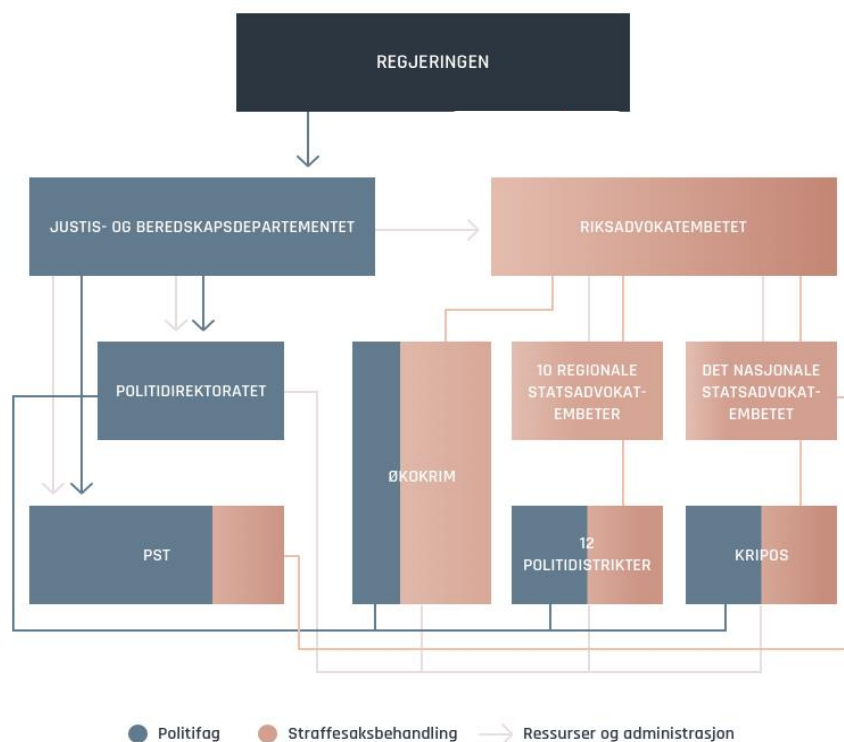 REGJERINGEN
JUSTIS- OG BEREDSKAPSDEPARTEMENTET
RIKSADVOKATEMBETET
POLITIDIREKTORATET
10 REGIONALE
STATSADVOKAT-
EMBETER
DET NASJONALE
STATSADVOKAT-
EMBETET
ØKOKRIM
PST
12
POLITIDISTRIKTER
KRIPOS
Politifag
Straffesaksbehandling
Ressurser og administrasjon